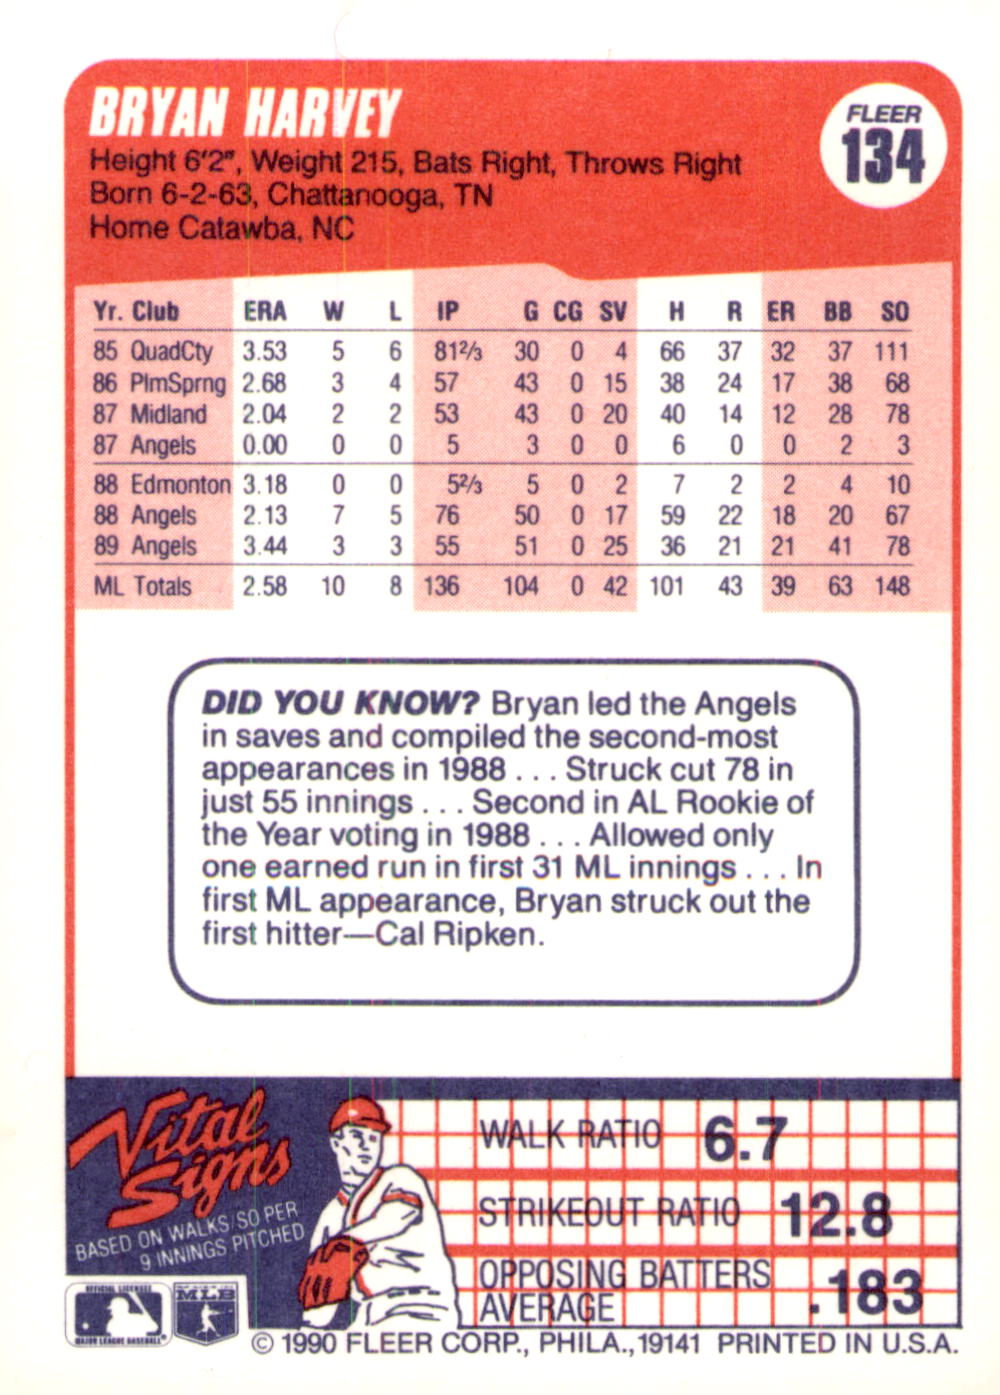 BRYAN HARVEY
FLEER
134
Height 6'2", Weight 215, Bats Right, Throws Right
Born 6-2-63, Chattanooga, TN
Home Catawba, NC
Yr. Club ERA W L IP G CG SV H R ER BB SO
85 QuadCty 3.53 5 6 81 2/3 30 0 4 66 37 32 37 111
86 PlmSprng 2.68 3 4 57 43 0 15 38 24 17 38 68
87 Midland 2.04 2 2 53 43 0 20 40 14 12 28 78
87 Angels 0.00 0 0 5 3 0 0 6 0 0 2 3
88 Edmonton 3.18 0 0 5 2/3 5 0 2 7 2 2 4 10
88 Angels 2.13 7 5 76 50 0 17 59 22 18 20 67
89 Angels 3.44 3 3 55 51 0 25 36 21 21 41 78
ML Totals 2.58 10 8 136 104 0 42 101 43 39 63 148
DID YOU KNOW? Bryan led the Angels
in saves and compiled the second-most
appearances in 1988 . . . Struck cut 78 in
just 55 innings . . . Second in AL Rookie of
the Year voting in 1988 . . . Allowed only
one earned run in first 31 ML innings . . . In
first ML appearance, Bryan struck out the
first hitter—Cal Ripken.
Vital
Signs
BASED ON WALKS/SO PER
9 INNINGS PITCHED
WALK RATIO 6.7
STRIKEOUT RATIO 12.8
OPPOSING BATTERS
AVERAGE .183
OFFICIAL LICENSEE
MAJOR LEAGUE BASEBALL
MLB
© 1990 FLEER CORP., PHILA., 19141 PRINTED IN U.S.A.